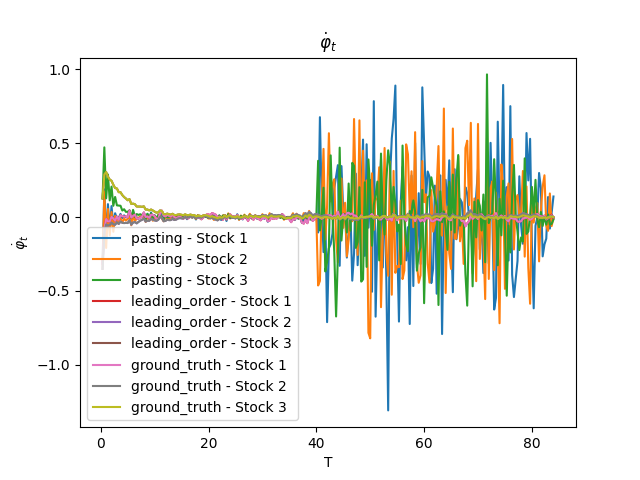 φ̇ₜ
1.0
0.5
0.0
−0.5
−1.0
φ̇ₜ
pasting - Stock 1
pasting - Stock 2
pasting - Stock 3
leading_order - Stock 1
leading_order - Stock 2
leading_order - Stock 3
ground_truth - Stock 1
ground_truth - Stock 2
ground_truth - Stock 3
0 20 40 60 80
T